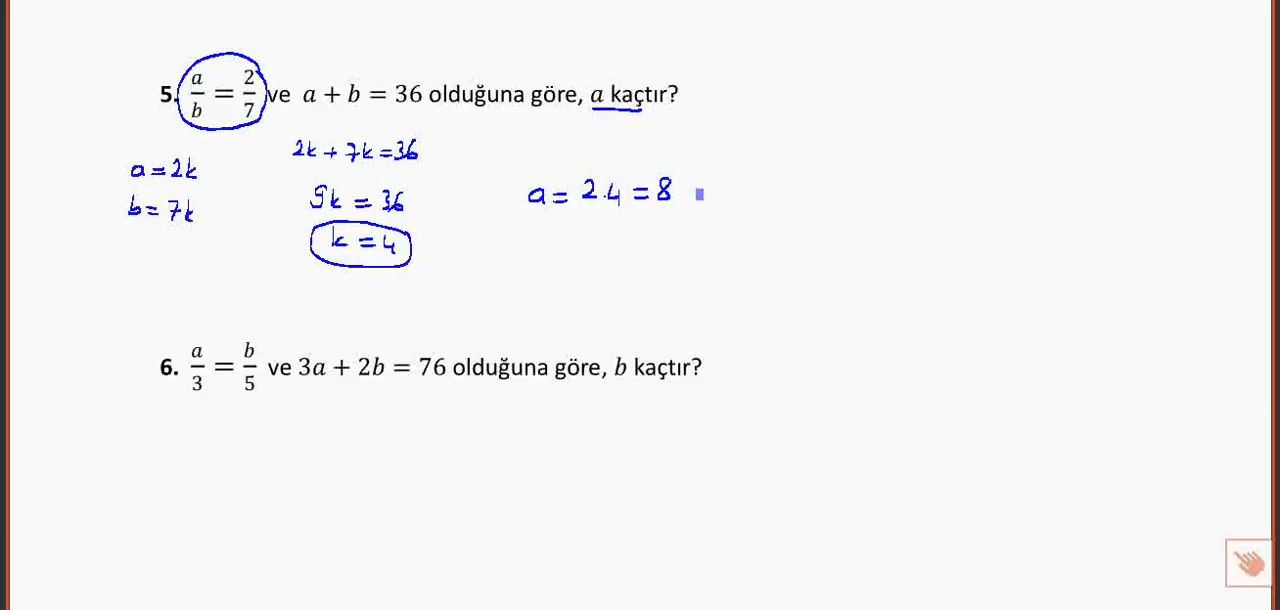 5. a/b = 2/7 ve a + b = 36 olduğuna göre, a kaçtır?
a = 2k
b = 7k
2k + 7k = 36
9k = 36
k = 4
a = 2.4 = 8
6. a/3 = b/5 ve 3a + 2b = 76 olduğuna göre, b kaçtır?